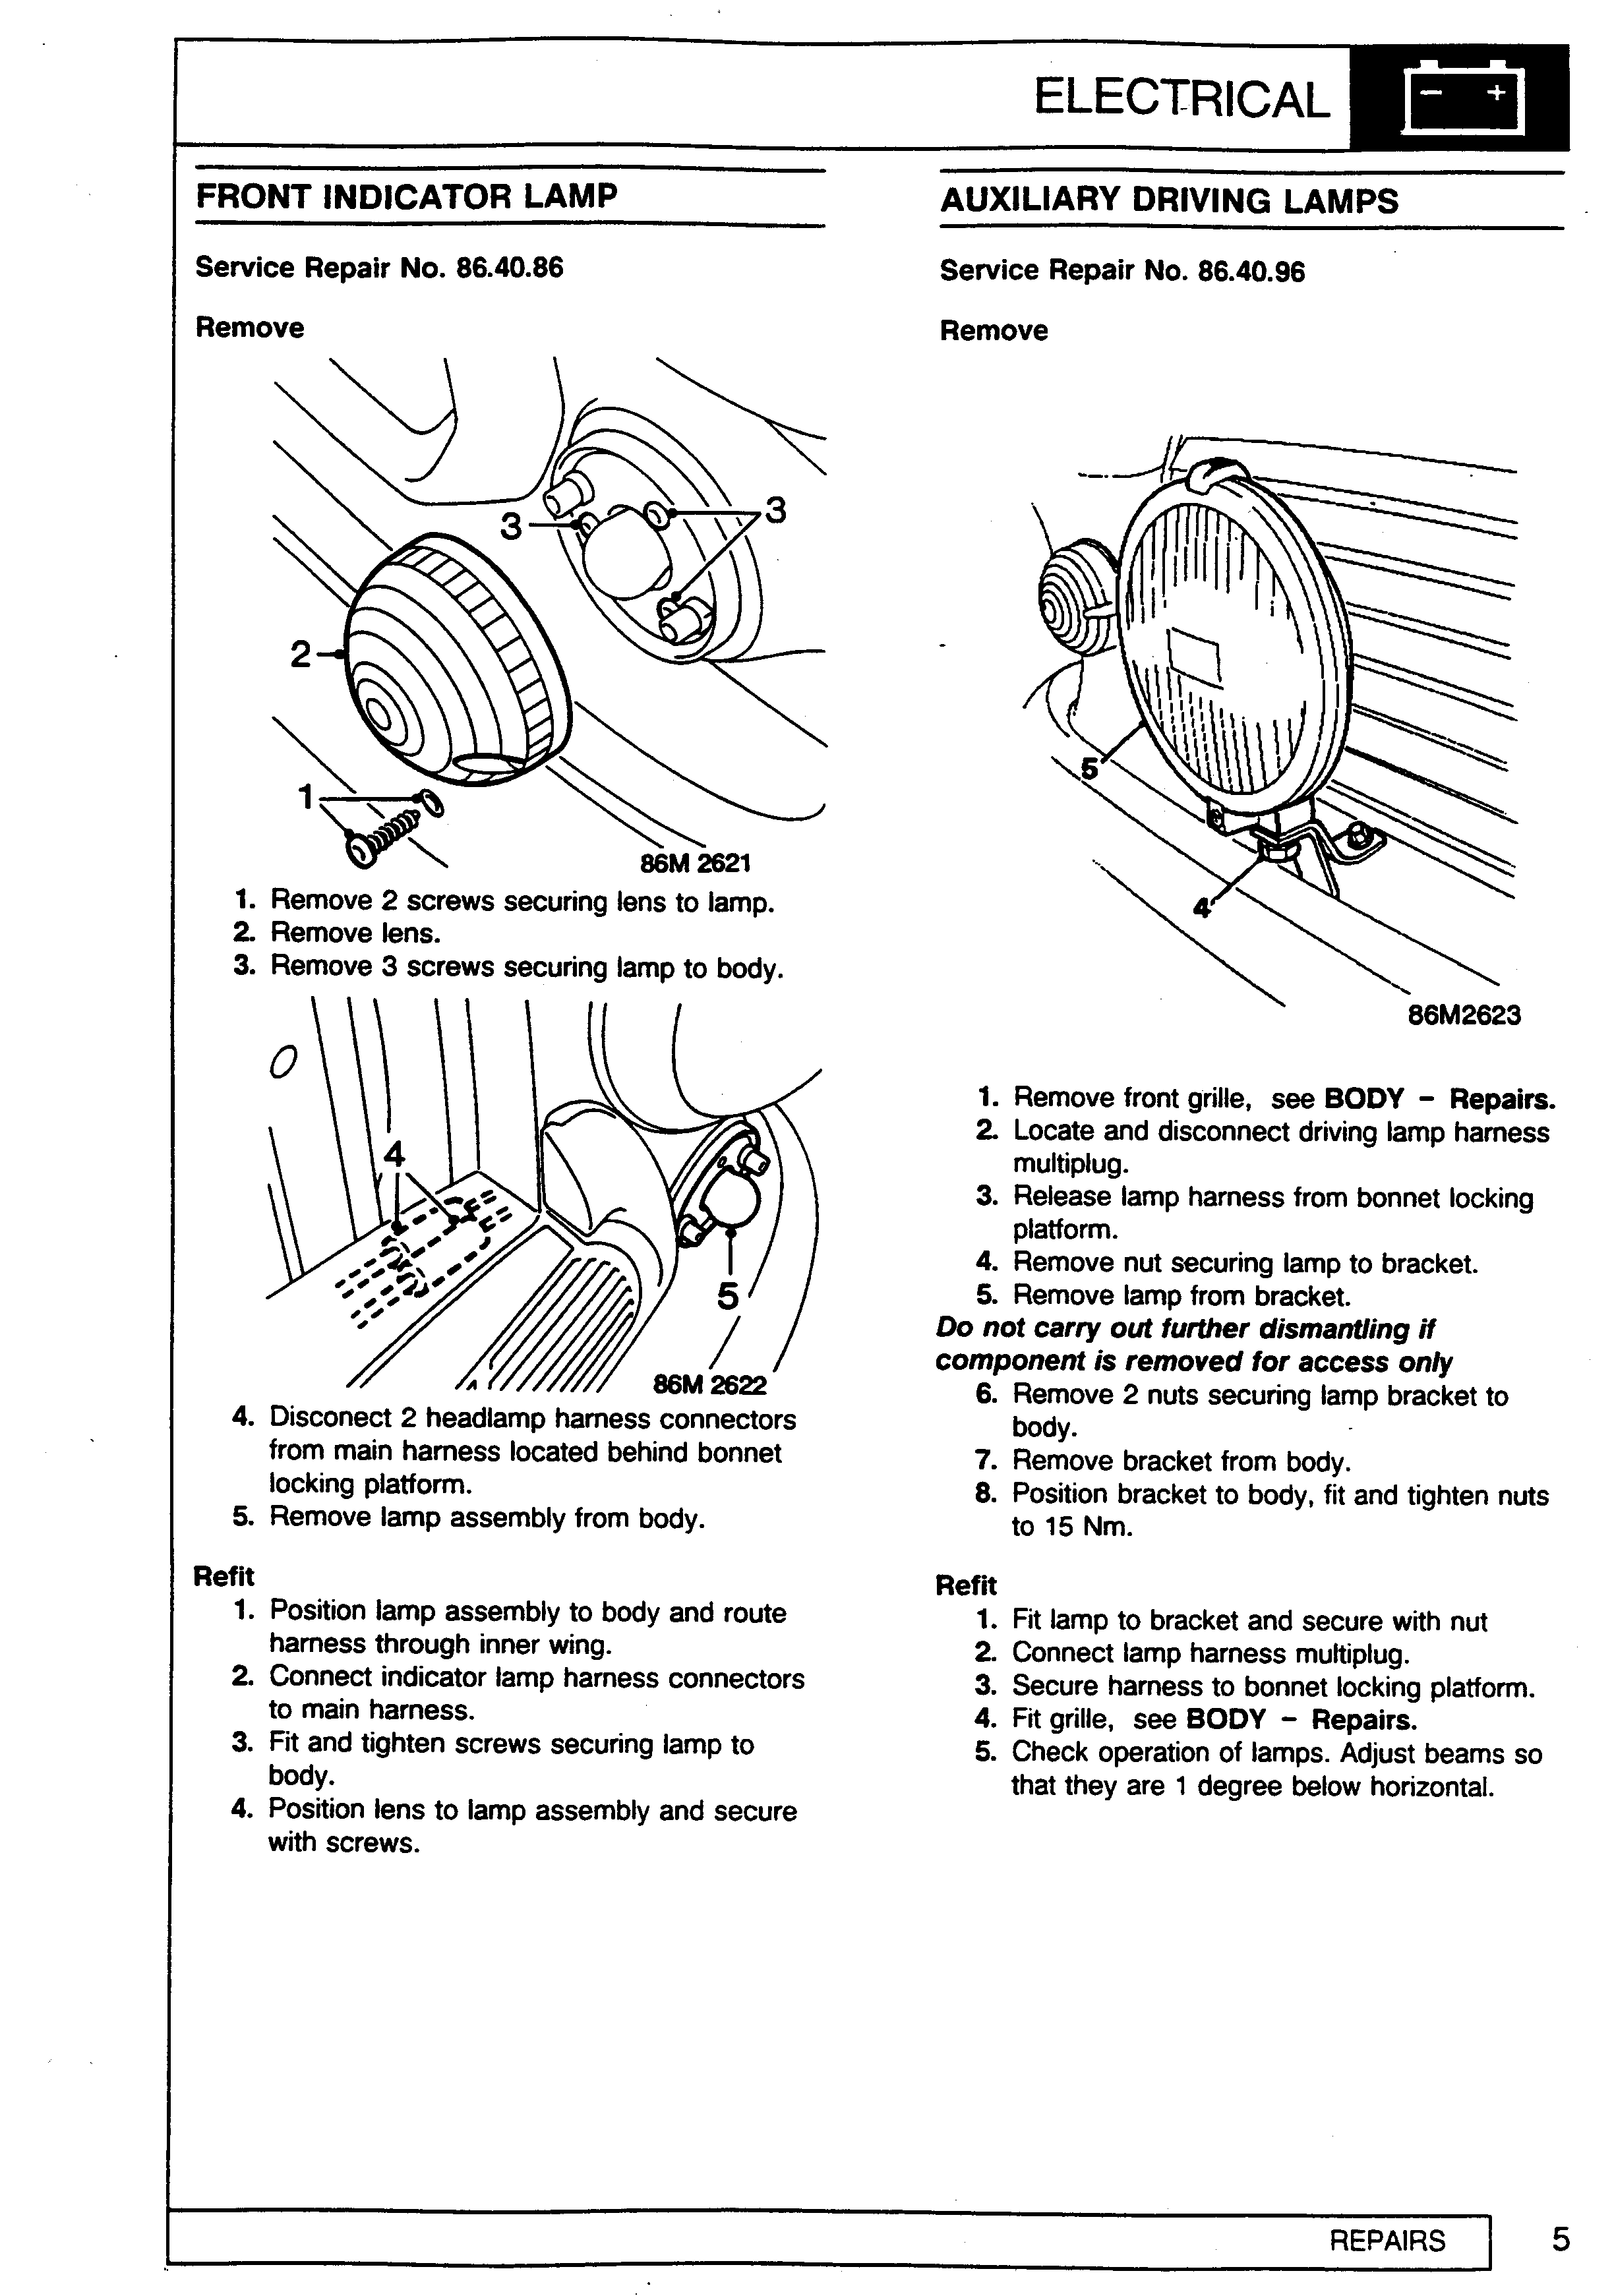 ELECTRICAL
- +
FRONT INDICATOR LAMP
Service Repair No. 86.40.86
Remove
3
3
2
1
86M 2621
1. Remove 2 screws securing lens to lamp.
2. Remove lens.
3. Remove 3 screws securing lamp to body.
4
5
86M 2622
4. Disconect 2 headlamp harness connectors
from main harness located behind bonnet
locking platform.
5. Remove lamp assembly from body.
Refit
1. Position lamp assembly to body and route
harness through inner wing.
2. Connect indicator lamp harness connectors
to main harness.
3. Fit and tighten screws securing lamp to
body.
4. Position lens to lamp assembly and secure
with screws.
AUXILIARY DRIVING LAMPS
Service Repair No. 86.40.96
Remove
5
4
86M2623
1. Remove front grille, see BODY - Repairs.
2. Locate and disconnect driving lamp harness
multiplug.
3. Release lamp harness from bonnet locking
platform.
4. Remove nut securing lamp to bracket.
5. Remove lamp from bracket.
Do not carry out further dismantling if
component is removed for access only
6. Remove 2 nuts securing lamp bracket to
body.
7. Remove bracket from body.
8. Position bracket to body, fit and tighten nuts
to 15 Nm.
Refit
1. Fit lamp to bracket and secure with nut
2. Connect lamp harness multiplug.
3. Secure harness to bonnet locking platform.
4. Fit grille, see BODY - Repairs.
5. Check operation of lamps. Adjust beams so
that they are 1 degree below horizontal.
REPAIRS
5